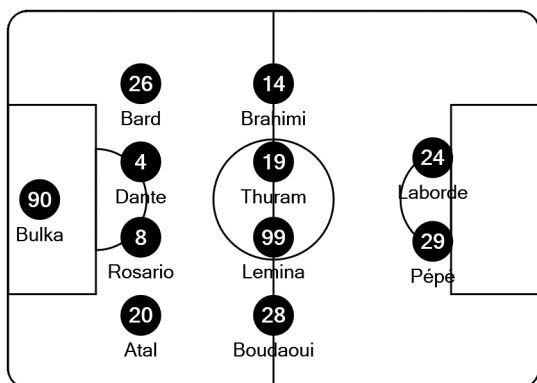 26
Bard
14
Brahimi
4
Dante
19
Thuram
24
Laborde
90
Bulka
8
Rosario
99
Lemina
29
Pépé
20
Atal
28
Boudaoui